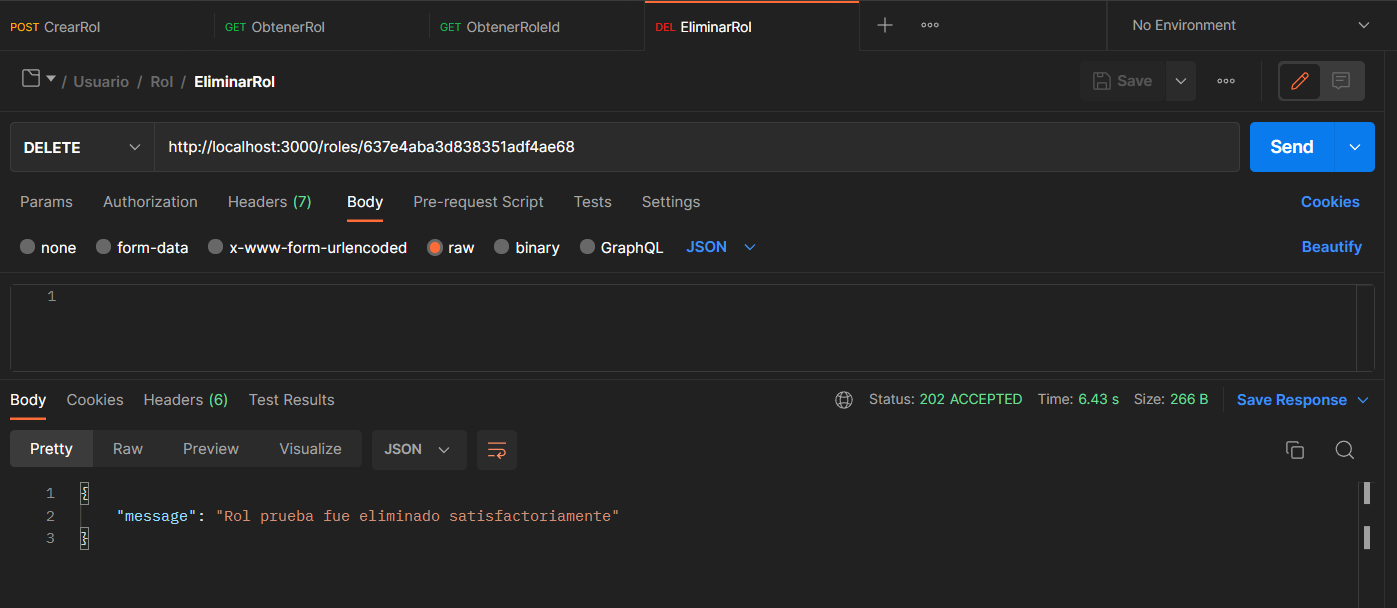 POST CrearRol GET ObtenerRol GET ObtenerRoleId DEL EliminarRol No Environment
/ Usuario / Rol / EliminarRol Save
DELETE http://localhost:3000/roles/637e4aba3d838351adf4ae68 Send
Params Authorization Headers (7) Body Pre-request Script Tests Settings Cookies
none form-data x-www-form-urlencoded raw binary GraphQL JSON Beautify
1
Body Cookies Headers (6) Test Results Status: 202 ACCEPTED Time: 6.43 s Size: 266 B Save Response
Pretty Raw Preview Visualize JSON
1 {
2 "message": "Rol prueba fue eliminado satisfactoriamente"
3 }